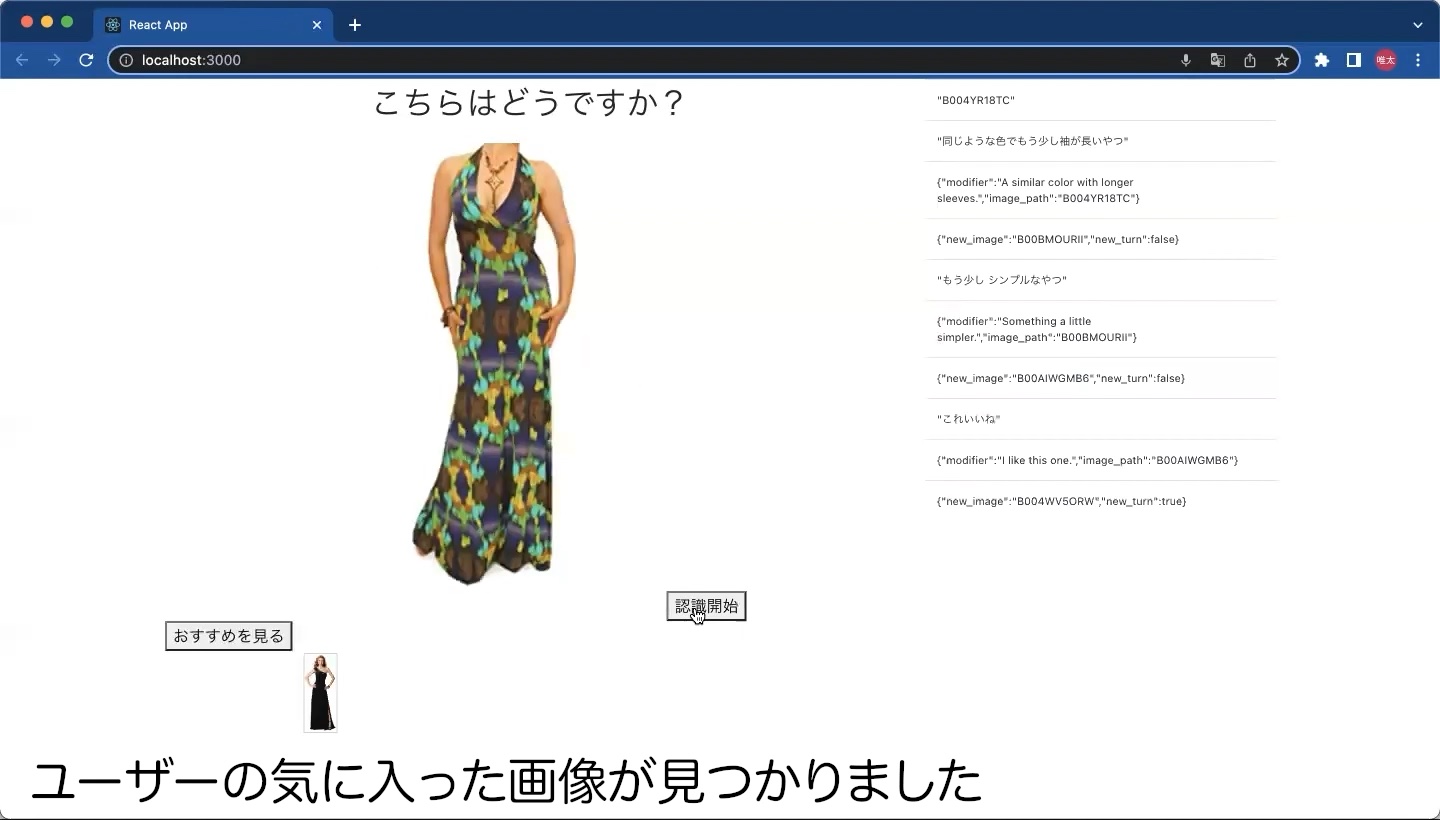 React App
localhost:3000
唯太
こちらはどうですか？
"B004YR18TC"
"同じような色でもう少し袖が長いやつ"
{"modifier":"A similar color with longer
sleeves.","image_path":"B004YR18TC"}
{"new_image":"B00BMOURII","new_turn":false}
"もう少し シンプルなやつ"
{"modifier":"Something a little
simpler.","image_path":"B00BMOURII"}
{"new_image":"B00AIWGMB6","new_turn":false}
"これいいね"
{"modifier":"I like this one.","image_path":"B00AIWGMB6"}
{"new_image":"B004WV5ORW","new_turn":true}
認識開始
おすすめを見る
ユーザーの気に入った画像が見つかりました